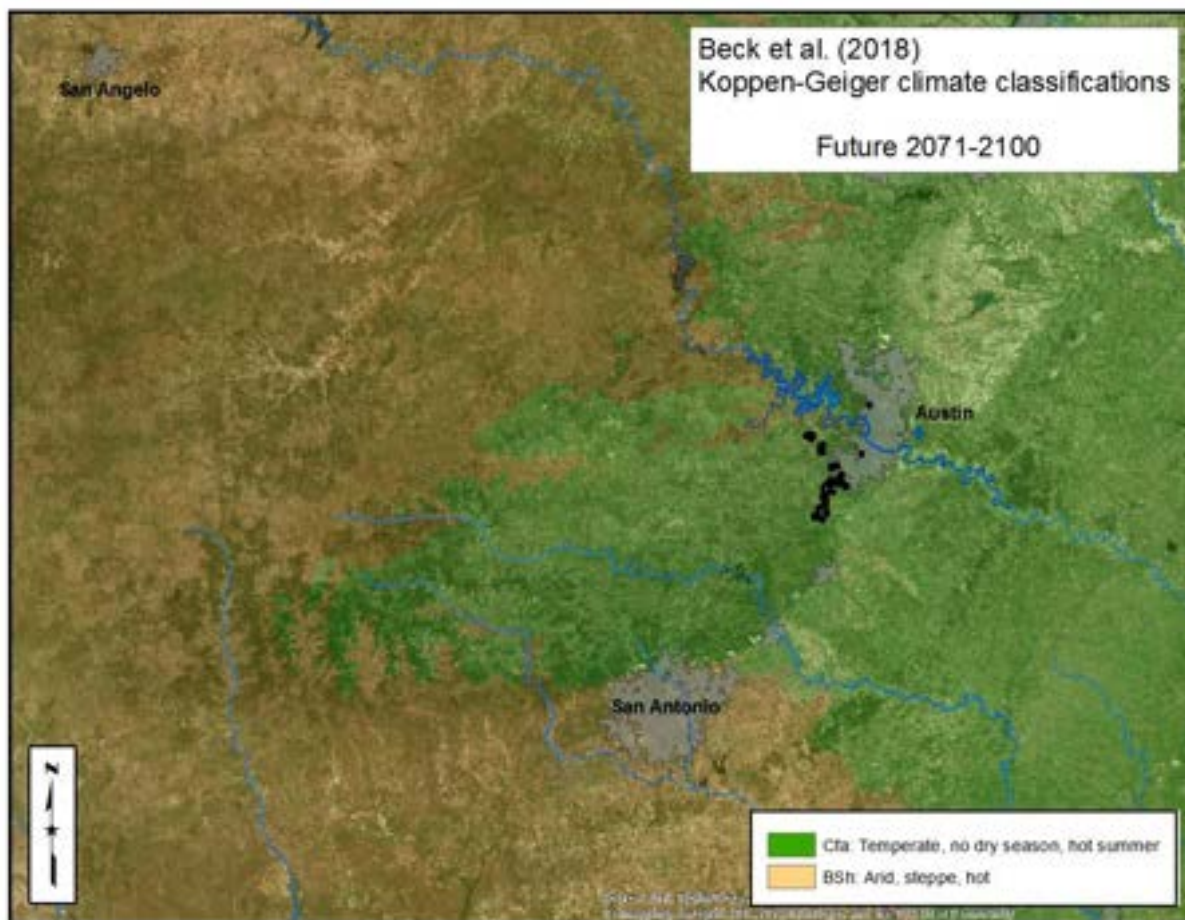 Beck et al. (2018)
Koppen-Geiger climate classifications
Future 2071-2100
San Angelo
Austin
San Antonio
N
Cfa: Temperate, no dry season, hot summer
BSh: Arid, steppe, hot